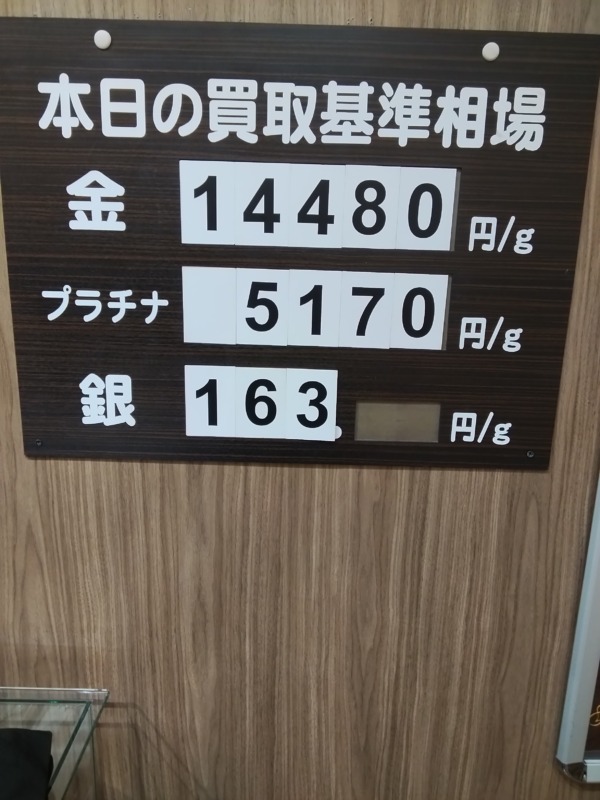 本日の買取基準相場
金 14480 円/g
プラチナ 5170 円/g
銀 163. 円/g